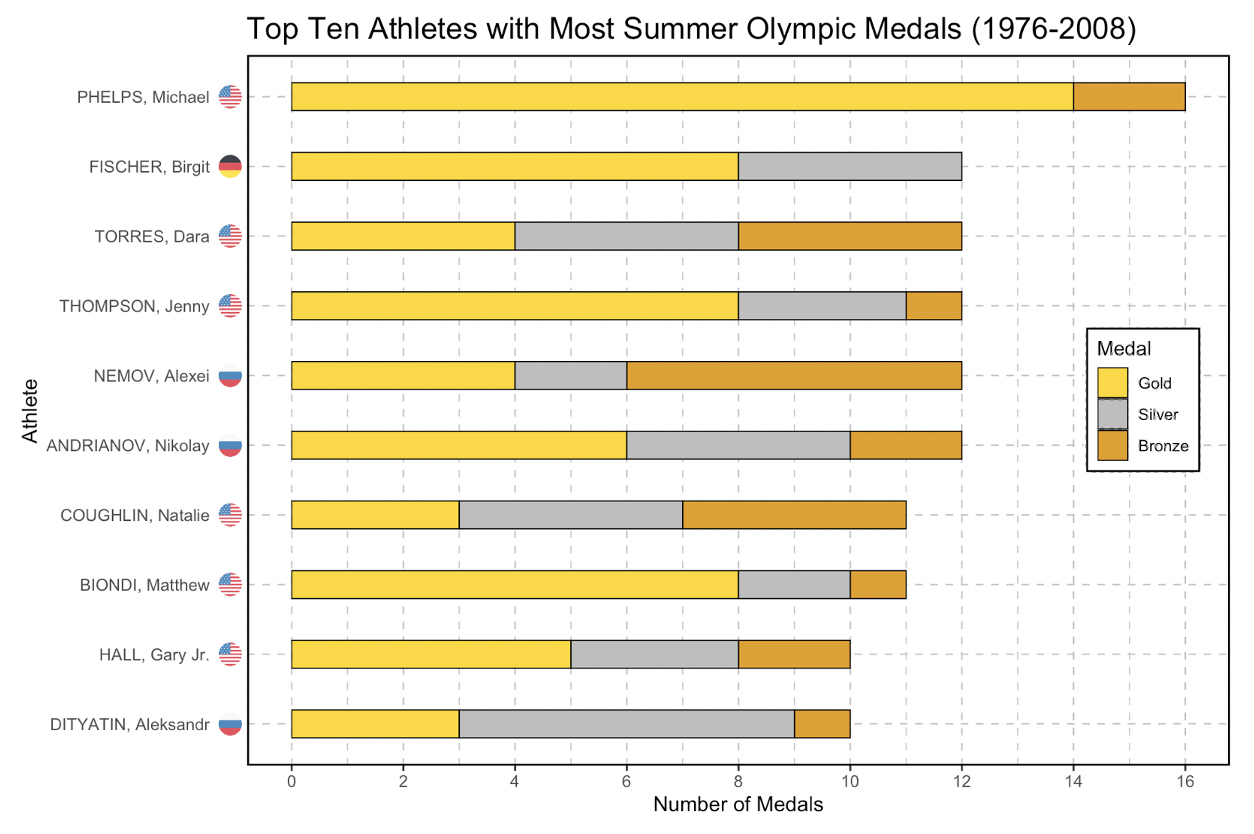 Top Ten Athletes with Most Summer Olympic Medals (1976-2008)
Athlete
PHELPS, Michael
FISCHER, Birgit
TORRES, Dara
THOMPSON, Jenny
NEMOV, Alexei
ANDRIANOV, Nikolay
COUGHLIN, Natalie
BIONDI, Matthew
HALL, Gary Jr.
DITYATIN, Aleksandr
Medal
Gold
Silver
Bronze
0 2 4 6 8 10 12 14 16
Number of Medals